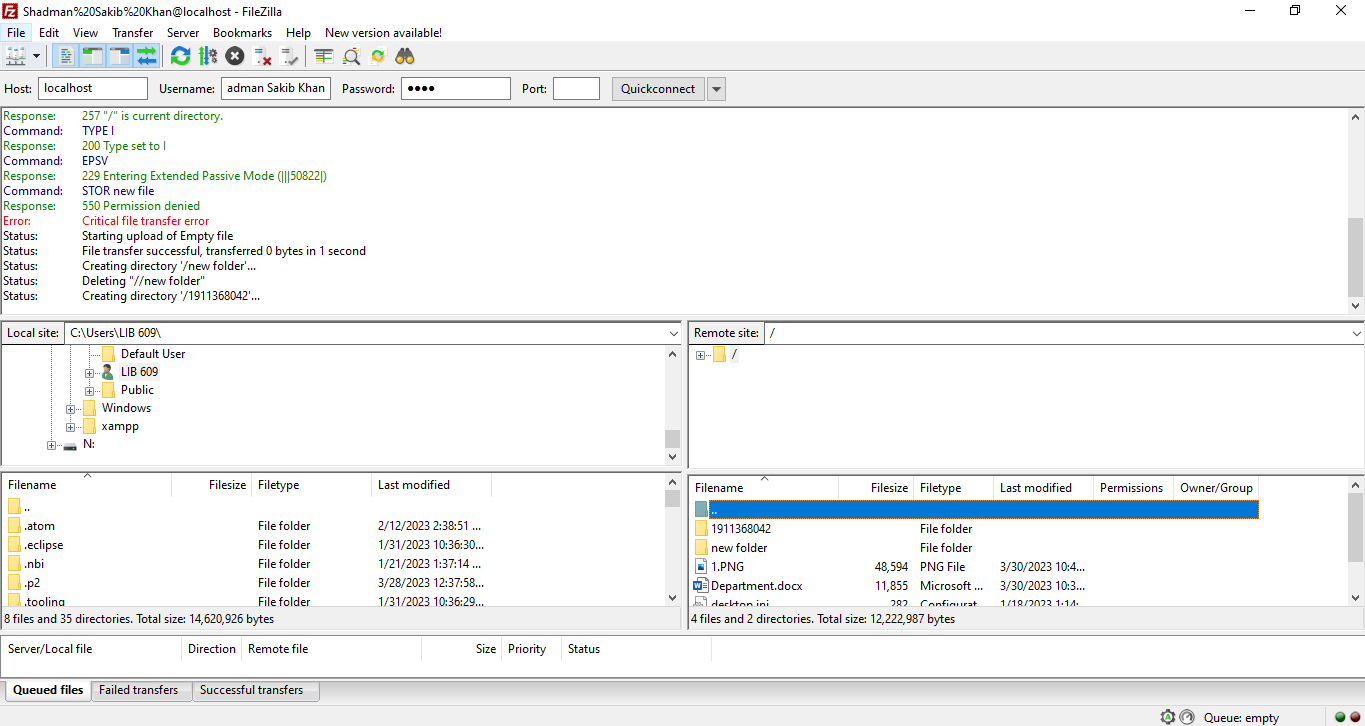 Shadman%20Sakib%20Khan@localhost - FileZilla
File Edit View Transfer Server Bookmarks Help New version available!
Host: localhost Username: adman Sakib Khan Password: ●●●● Port: Quickconnect
Response: 257 "/" is current directory.
Command: TYPE I
Response: 200 Type set to I
Command: EPSV
Response: 229 Entering Extended Passive Mode (|||50822|)
Command: STOR new file
Response: 550 Permission denied
Error: Critical file transfer error
Status: Starting upload of Empty file
Status: File transfer successful, transferred 0 bytes in 1 second
Status: Creating directory '/new folder'...
Status: Deleting "//new folder"
Status: Creating directory '/1911368042'...
Local site: C:\Users\LIB 609\
Default User
LIB 609
Public
Windows
xampp
N:
Filename Filesize Filetype Last modified
..
.atom File folder 2/12/2023 2:38:51 ...
.eclipse File folder 1/31/2023 10:36:30...
.nbi File folder 1/21/2023 1:37:14 ...
.p2 File folder 3/28/2023 12:37:58...
.tooling File folder 1/31/2023 10:36:29...
8 files and 35 directories. Total size: 14,620,926 bytes
Remote site: /
/
Filename Filesize Filetype Last modified Permissions Owner/Group
..
1911368042 File folder
new folder File folder
1.PNG 48,594 PNG File 3/30/2023 10:4...
Department.docx 11,855 Microsoft ... 3/30/2023 10:3...
desktop.ini 282 Configurat... 1/18/2023 1:14:...
4 files and 2 directories. Total size: 12,222,987 bytes
Server/Local file Direction Remote file Size Priority Status
Queued files Failed transfers Successful transfers
Queue: empty